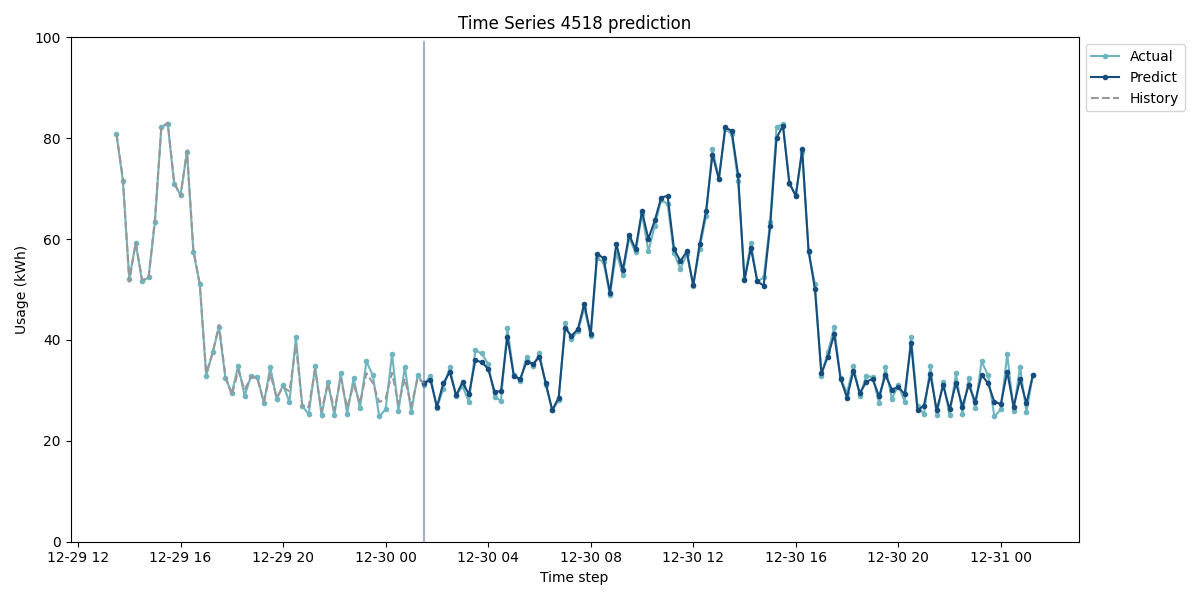 Time Series 4518 prediction
100
80
60
40
20
0
Usage (kWh)
12-29 12
12-29 16
12-29 20
12-30 00
12-30 04
12-30 08
12-30 12
12-30 16
12-30 20
12-31 00
Time step
Actual
Predict
History